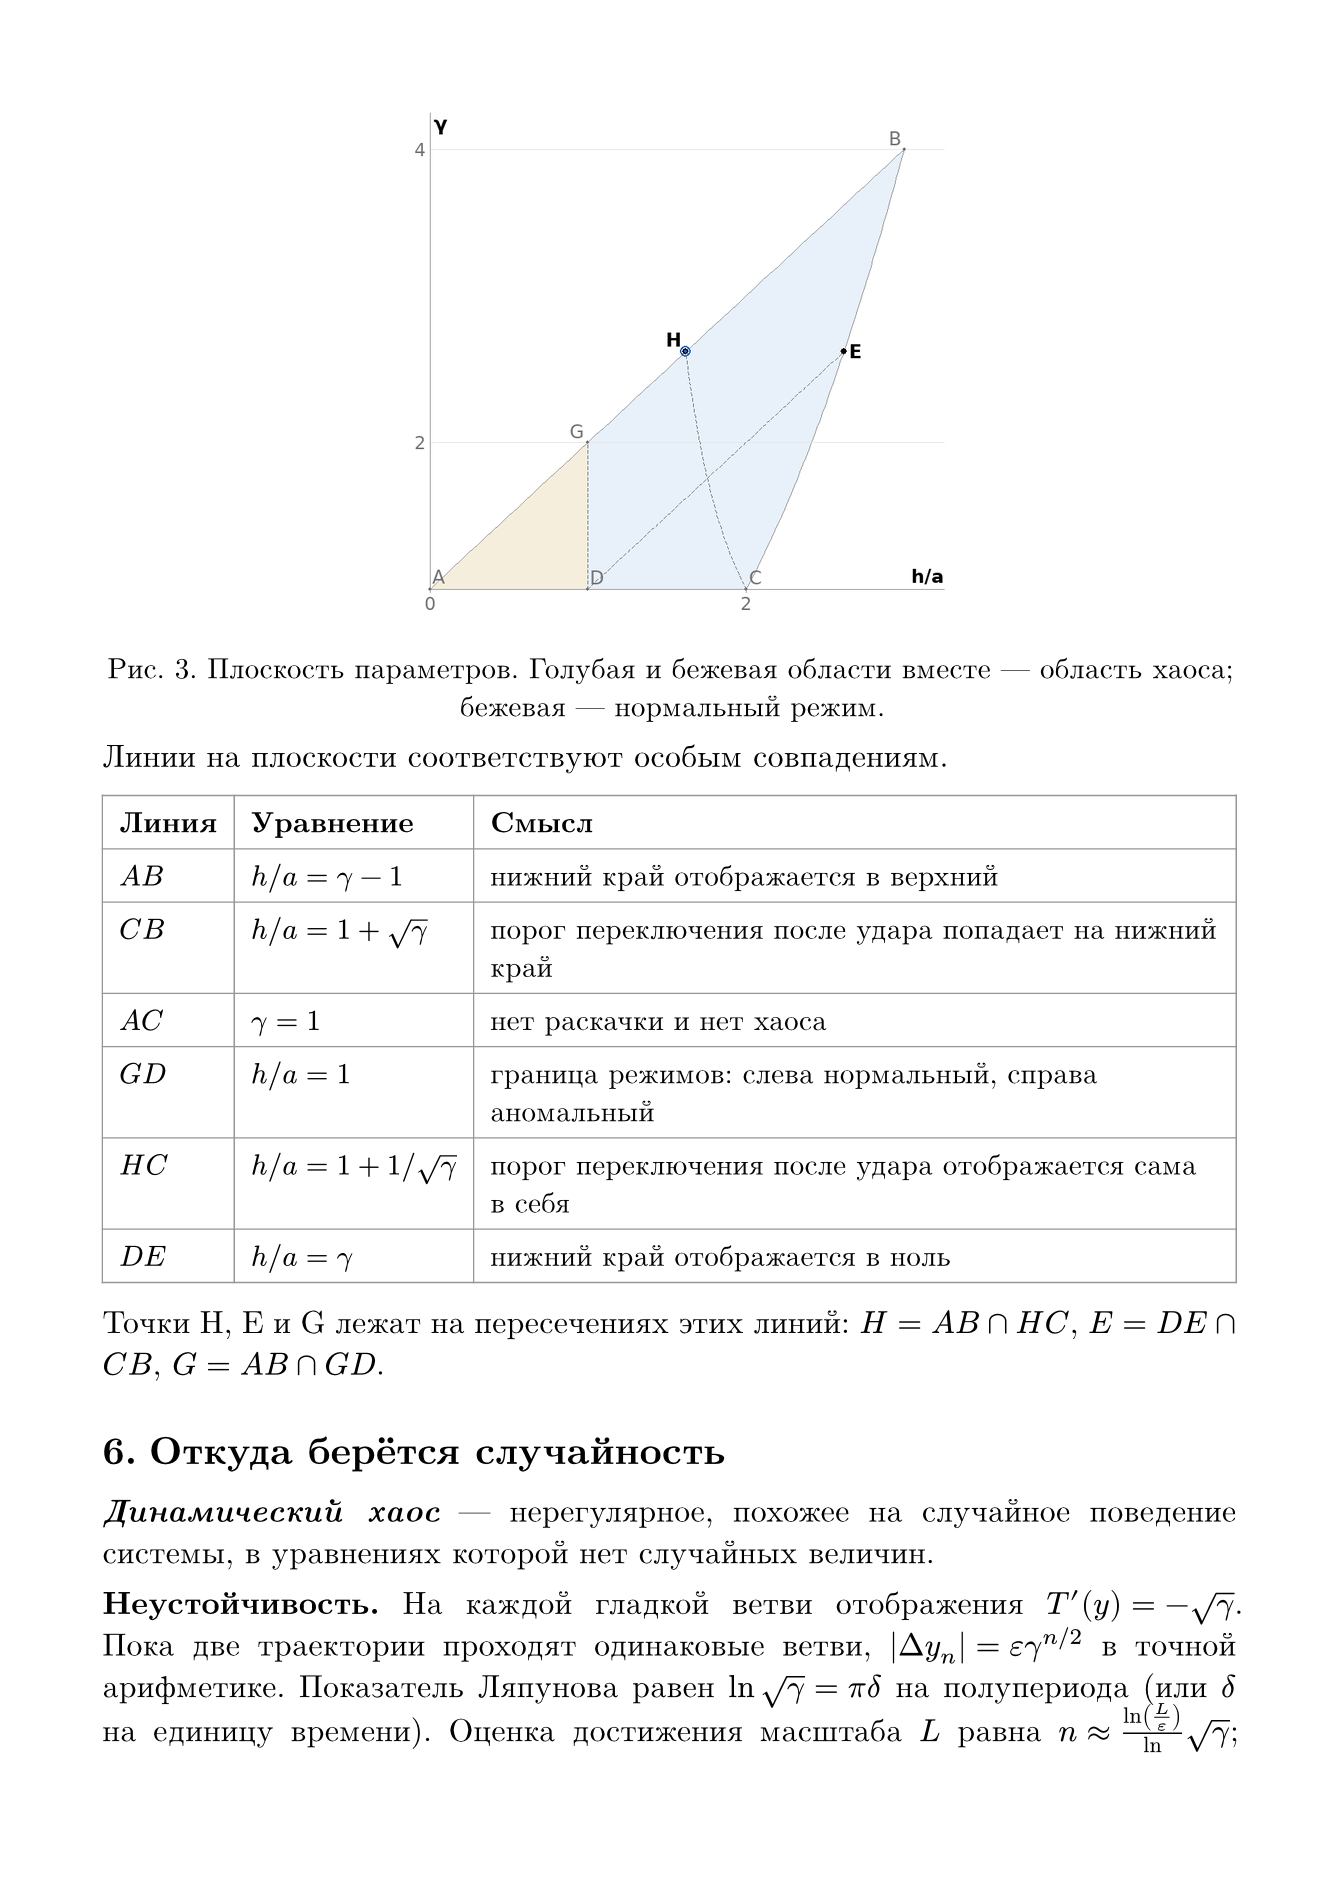 γ
4
B
H
E
G
2
A
D
C
h/a
0
2
Рис. 3. Плоскость параметров. Голубая и бежевая области вместе — область хаоса;
бежевая — нормальный режим.
Линии на плоскости соответствуют особым совпадениям.
Линия Уравнение Смысл
AB h/a = γ − 1 нижний край отображается в верхний
CB h/a = 1 + √γ порог переключения после удара попадает на нижний
край
AC γ = 1 нет раскачки и нет хаоса
GD h/a = 1 граница режимов: слева нормальный, справа
аномальный
HC h/a = 1 + 1/√γ порог переключения после удара отображается сама
в себя
DE h/a = γ нижний край отображается в ноль
Точки H, E и G лежат на пересечениях этих линий: H = AB ∩ HC, E = DE ∩
CB, G = AB ∩ GD.
6. Откуда берётся случайность
Динамический хаос — нерегулярное, похожее на случайное поведение
системы, в уравнениях которой нет случайных величин.
Неустойчивость. На каждой гладкой ветви отображения T′(y) = −√γ.
Пока две траектории проходят одинаковые ветви, |Δyₙ| = εγ^{n/2} в точной
арифметике. Показатель Ляпунова равен ln √γ = πδ на полупериода (или δ
на единицу времени). Оценка достижения масштаба L равна n ≈ \frac{ln(\frac{L}{ε})}{ln}√γ;